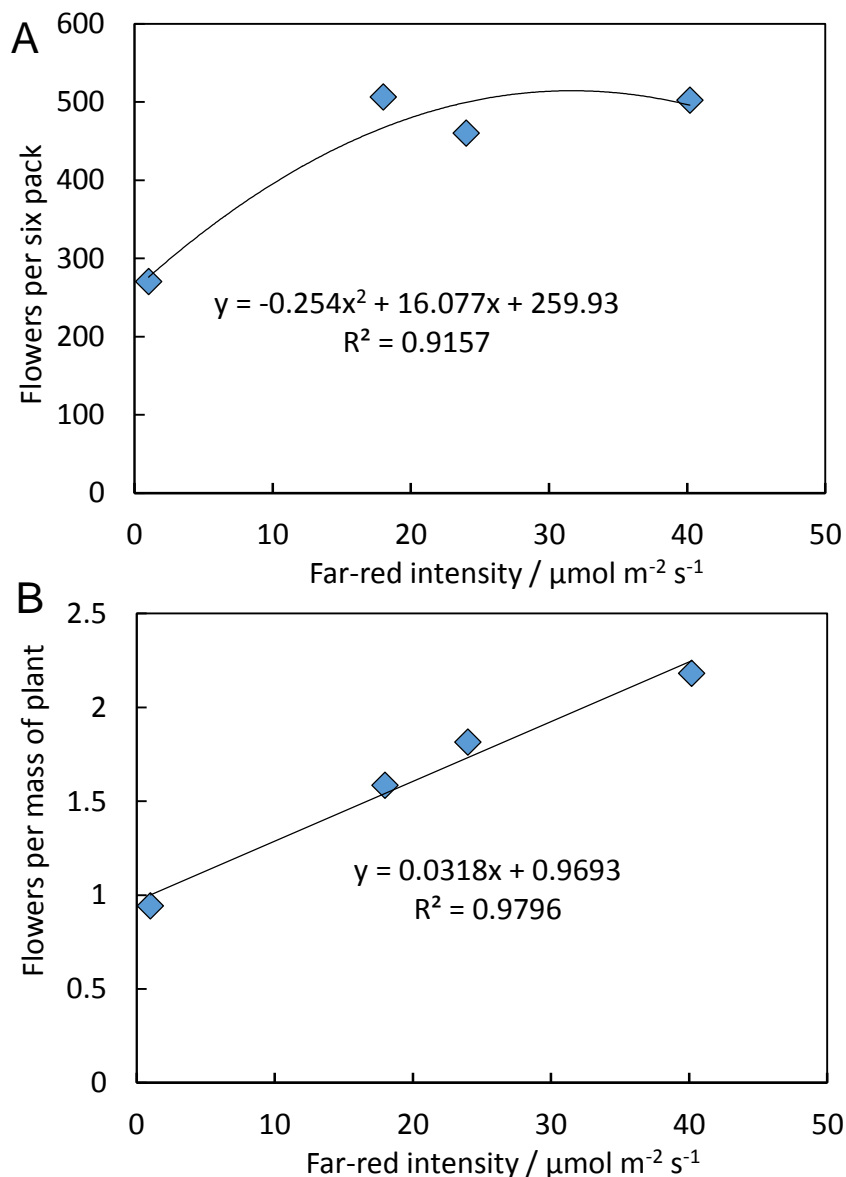 A
Flowers per six pack
600
500
400
300
200
100
0
y = -0.254x² + 16.077x + 259.93
R² = 0.9157
0 10 20 30 40 50
Far-red intensity / µmol m⁻² s⁻¹
B
Flowers per mass of plant
2.5
2
1.5
1
0.5
0
y = 0.0318x + 0.9693
R² = 0.9796
0 10 20 30 40 50
Far-red intensity / µmol m⁻² s⁻¹